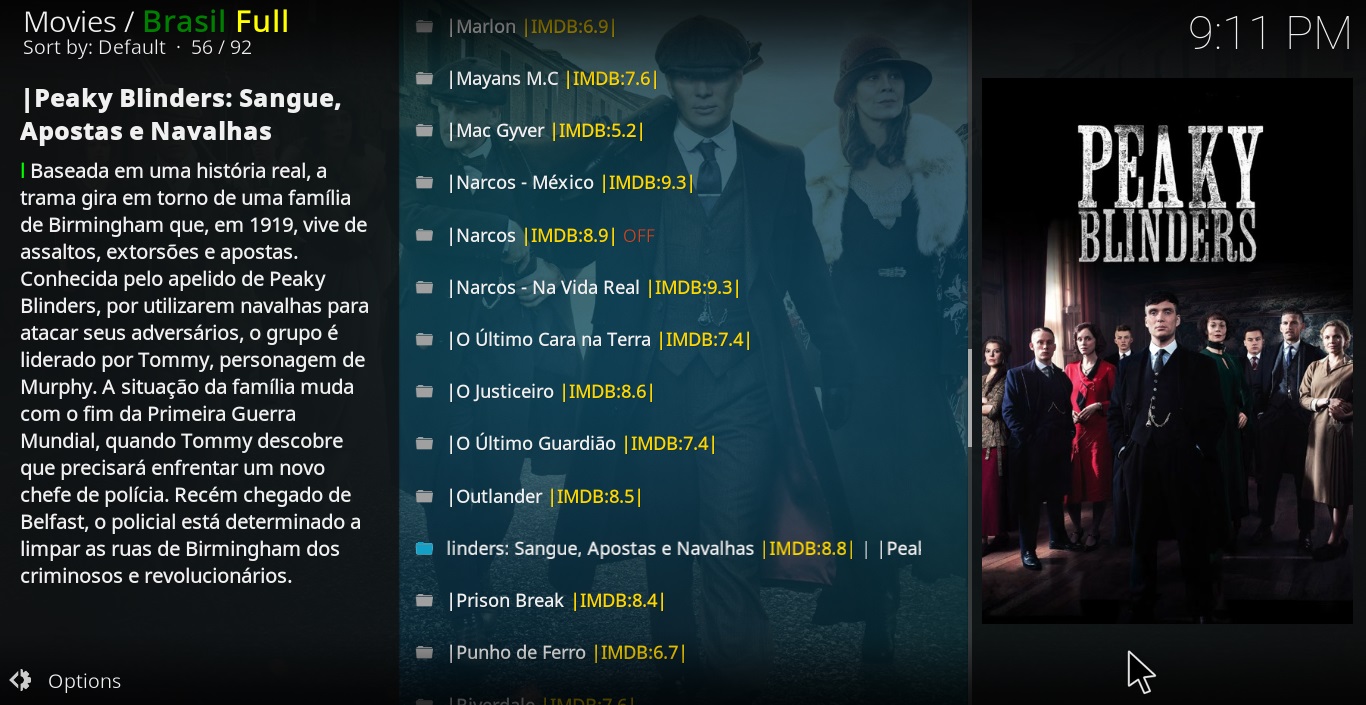 Movies / Brasil Full
Sort by: Default · 56 / 92
9:11 PM
|Peaky Blinders: Sangue,
Apostas e Navalhas
| Baseada em uma história real, a
trama gira em torno de uma família
de Birmingham que, em 1919, vive de
assaltos, extorsões e apostas.
Conhecida pelo apelido de Peaky
Blinders, por utilizarem navalhas para
atacar seus adversários, o grupo é
liderado por Tommy, personagem de
Murphy. A situação da família muda
com o fim da Primeira Guerra
Mundial, quando Tommy descobre
que precisará enfrentar um novo
chefe de polícia. Recém chegado de
Belfast, o policial está determinado a
limpar as ruas de Birmingham dos
criminosos e revolucionários.
Options
|Marlon |IMDB:6.9|
|Mayans M.C |IMDB:7.6|
|Mac Gyver |IMDB:5.2|
|Narcos - México |IMDB:9.3|
|Narcos |IMDB:8.9| OFF
|Narcos - Na Vida Real |IMDB:9.3|
|O Último Cara na Terra |IMDB:7.4|
|O Justiceiro |IMDB:8.6|
|O Último Guardião |IMDB:7.4|
|Outlander |IMDB:8.5|
linders: Sangue, Apostas e Navalhas |IMDB:8.8| | |Peal
|Prison Break |IMDB:8.4|
|Punho de Ferro |IMDB:6.7|
|Riverdale |IMDB:7.6|
PEAKY
BLINDERS